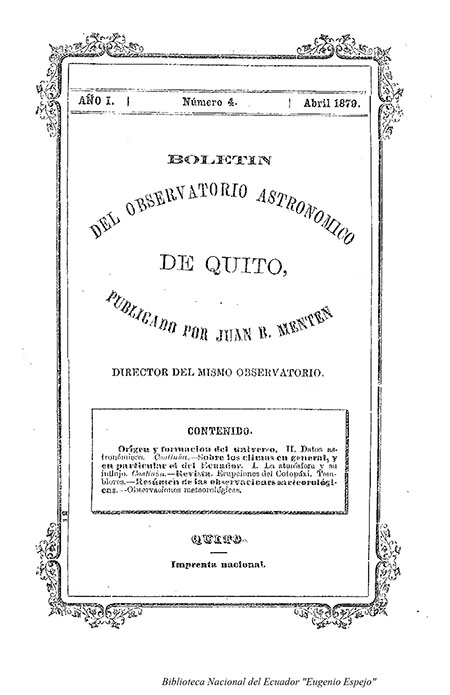 AÑO I. | Número 4. | Abril 1879.
BOLETIN
DEL OBSERVATORIO ASTRONOMICO
DE QUITO,
PUBLICADO POR JUAN B. MENTEN
DIRECTOR DEL MISMO OBSERVATORIO.
CONTENIDO.
Orígen y formacion del universo. II. Datos as-
tronómicos. Continúa.—Sobre los climas en general, y
en particular el del Ecuador. I. La atmósfera y su
influjo. Continúa.—Revista. Erupciones del Cotopáxi. Tem-
blores.—Resúmen de las observaciones meteorológi-
cas.—Observaciones meteorológicas.
QUITO
Imprenta nacional.
Biblioteca Nacional del Ecuador "Eugenio Espejo"